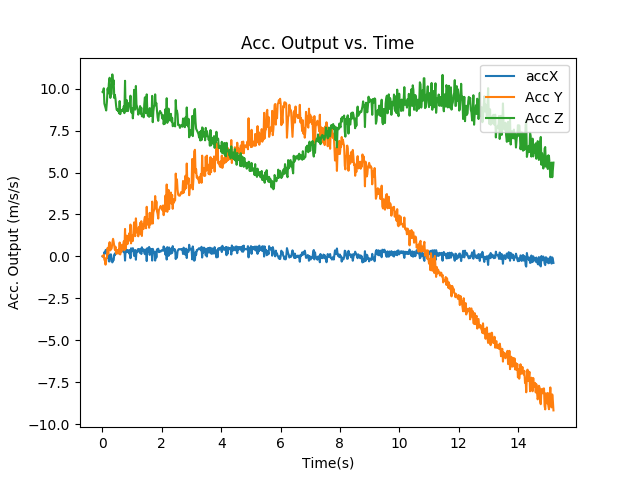 Acc. Output vs. Time
accX
Acc Y
Acc Z
10.0
7.5
5.0
2.5
0.0
−2.5
−5.0
−7.5
−10.0
Acc. Output (m/s/s)
0 2 4 6 8 10 12 14
Time(s)